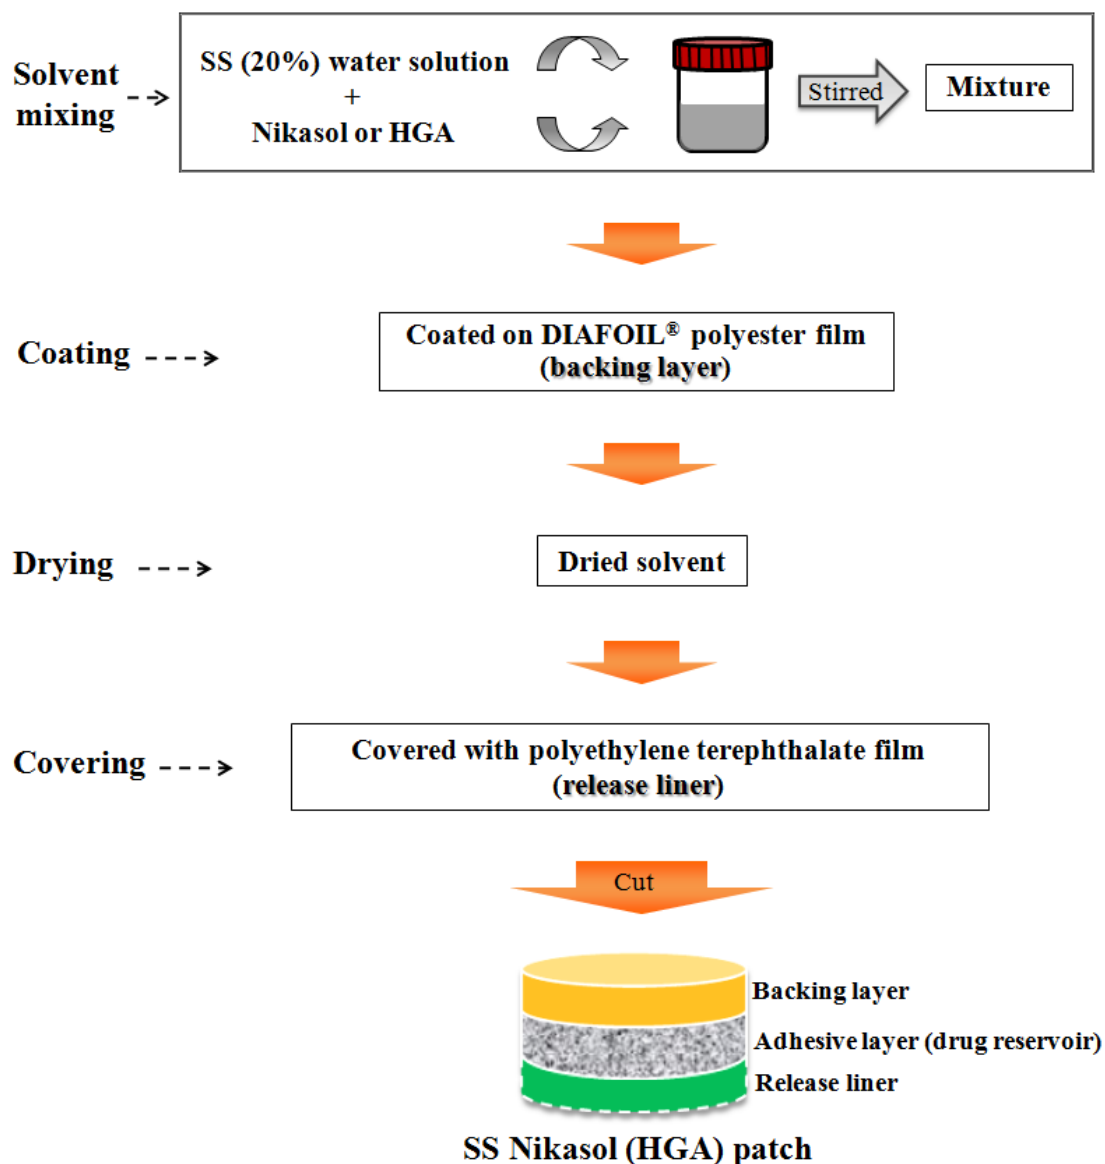 Solvent
mixing
SS (20%) water solution
+
Nikasol or HGA
Stirred
Mixture
Coating
Coated on DIAFOIL® polyester film
(backing layer)
Drying
Dried solvent
Covering
Covered with polyethylene terephthalate film
(release liner)
Cut
Backing layer
Adhesive layer (drug reservoir)
Release liner
SS Nikasol (HGA) patch